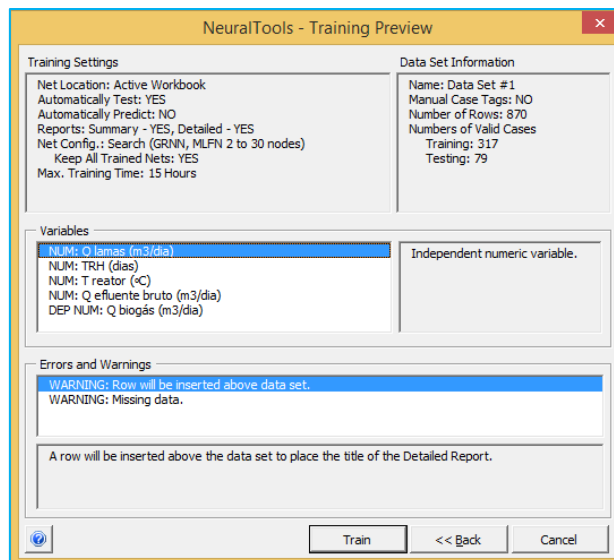 NeuralTools - Training Preview
x
Training Settings
Net Location: Active Workbook
Automatically Test: YES
Automatically Predict: NO
Reports: Summary - YES, Detailed - YES
Net Config.: Search (GRNN, MLFN 2 to 30 nodes)
Keep All Trained Nets: YES
Max. Training Time: 15 Hours
Data Set Information
Name: Data Set #1
Manual Case Tags: NO
Number of Rows: 870
Numbers of Valid Cases
Training: 317
Testing: 79
Variables
NUM: Q lamas (m3/dia)
NUM: TRH (dias)
NUM: T reator (ºC)
NUM: Q efluente bruto (m3/dia)
DEP NUM: Q biogás (m3/dia)
Independent numeric variable.
Errors and Warnings
WARNING: Row will be inserted above data set.
WARNING: Missing data.
A row will be inserted above the data set to place the title of the Detailed Report.
?
Train
<< Back
Cancel